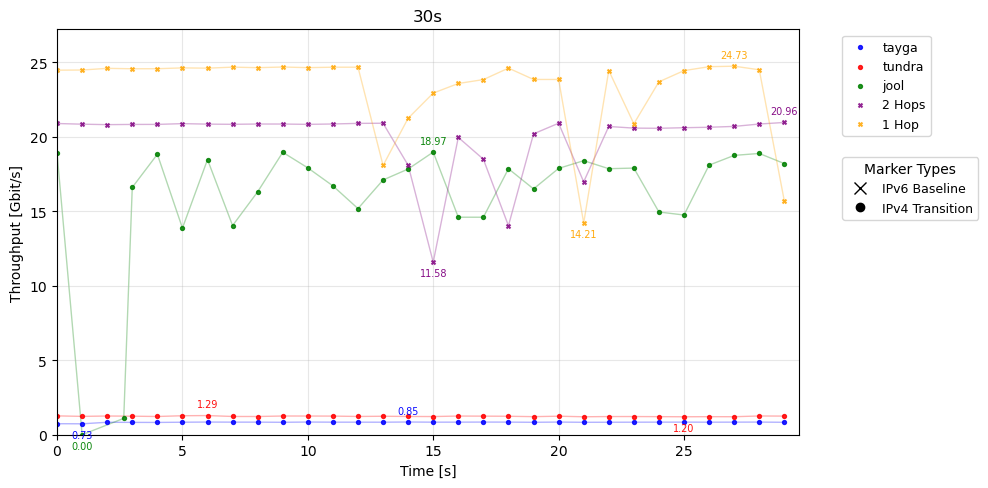 30s
Throughput [Gbit/s]
25
20
15
10
5
0
24.73
20.96
18.97
14.21
11.58
1.29
0.85
1.20
0.73
0.00
0
5
10
15
20
25
Time [s]
tayga
tundra
jool
2 Hops
1 Hop
Marker Types
IPv6 Baseline
IPv4 Transition